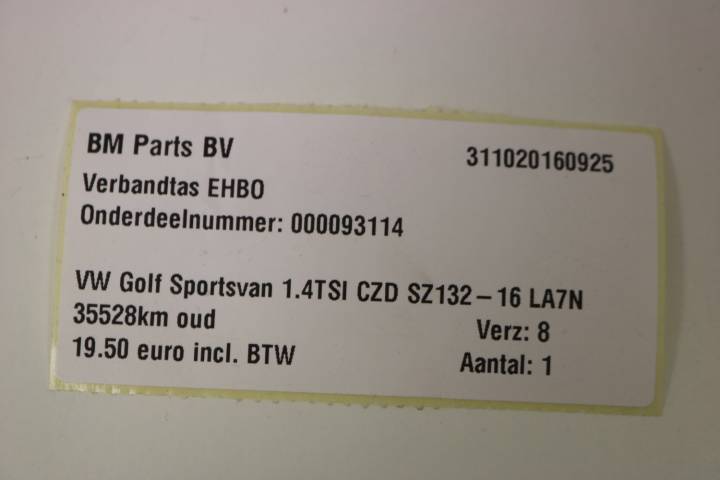 BM Parts BV 311020160925
Verbandtas EHBO
Onderdeelnummer: 000093114
VW Golf Sportsvan 1.4TSI CZD SZ132-16 LA7N
35528km oud Verz: 8
19.50 euro incl. BTW Aantal: 1